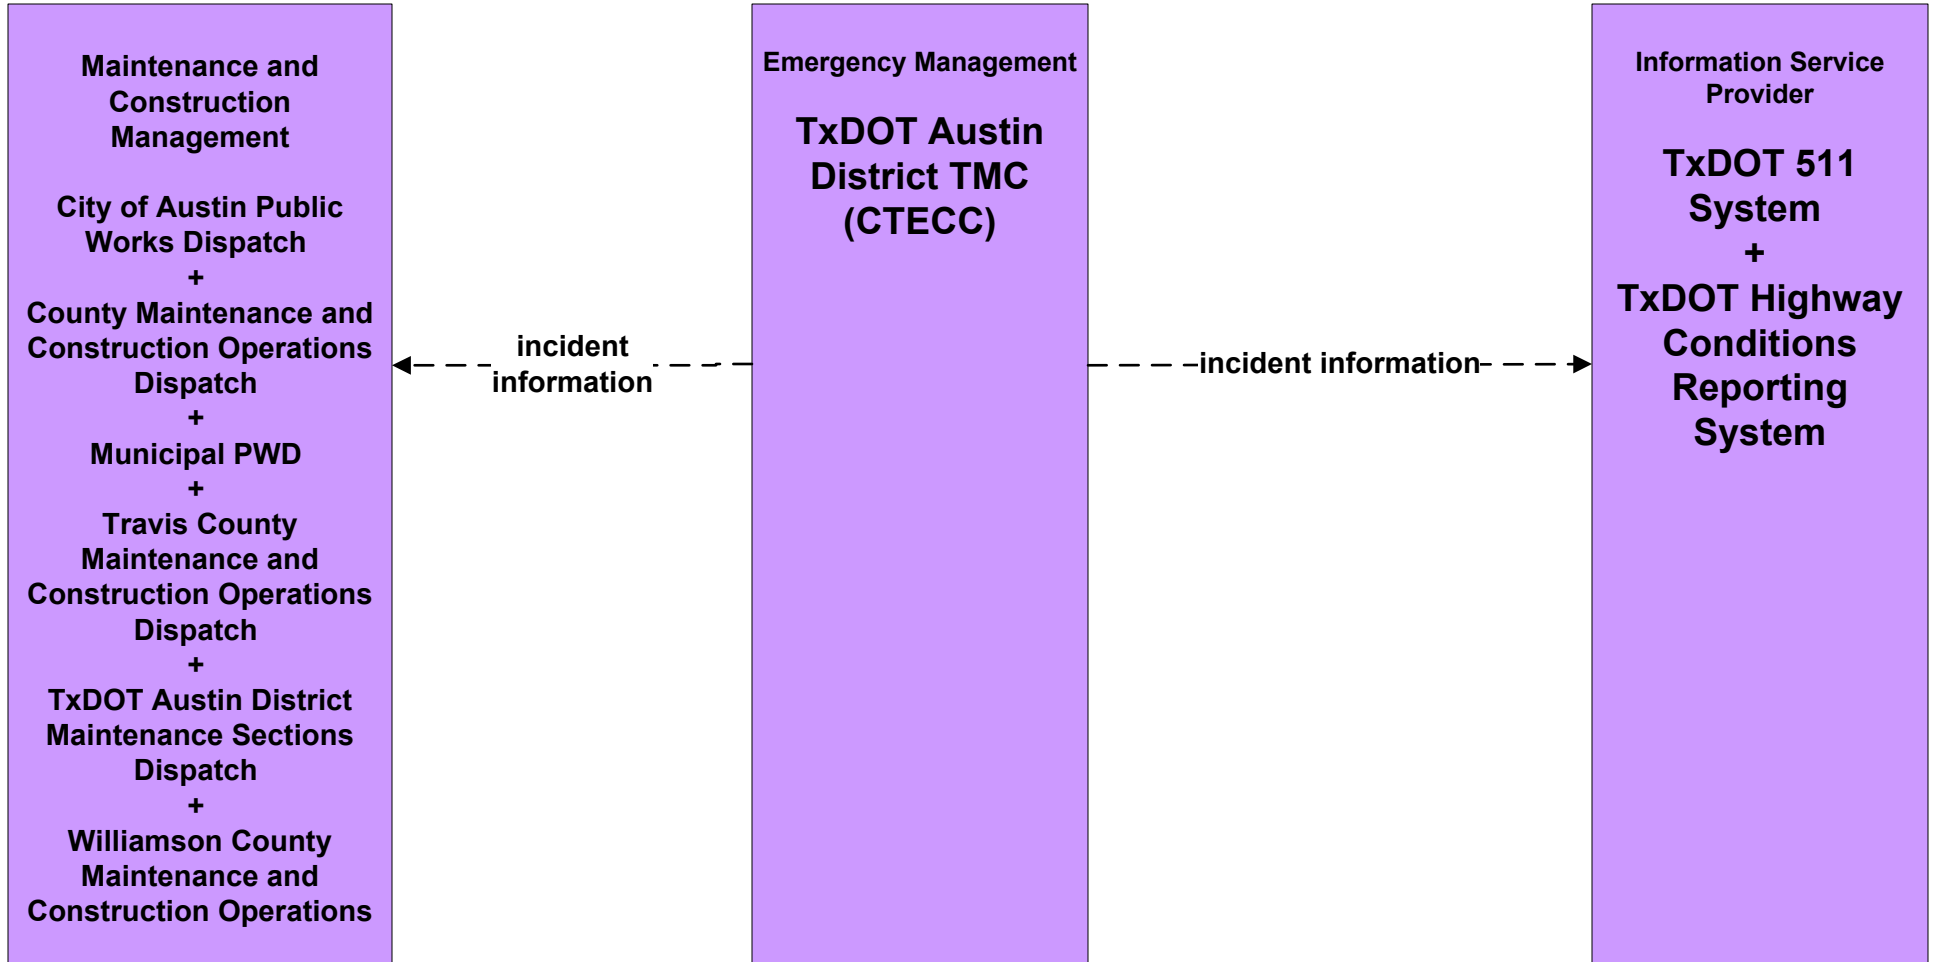 Maintenance and
Construction
Management
City of Austin Public
Works Dispatch
+
County Maintenance and
Construction Operations
Dispatch
+
Municipal PWD
+
Travis County
Maintenance and
Construction Operations
Dispatch
+
TxDOT Austin District
Maintenance Sections
Dispatch
+
Williamson County
Maintenance and
Construction Operations
incident
information
Emergency Management
TxDOT Austin
District TMC
(CTECC)
incident information
Information Service
Provider
TxDOT 511
System
+
TxDOT Highway
Conditions
Reporting
System